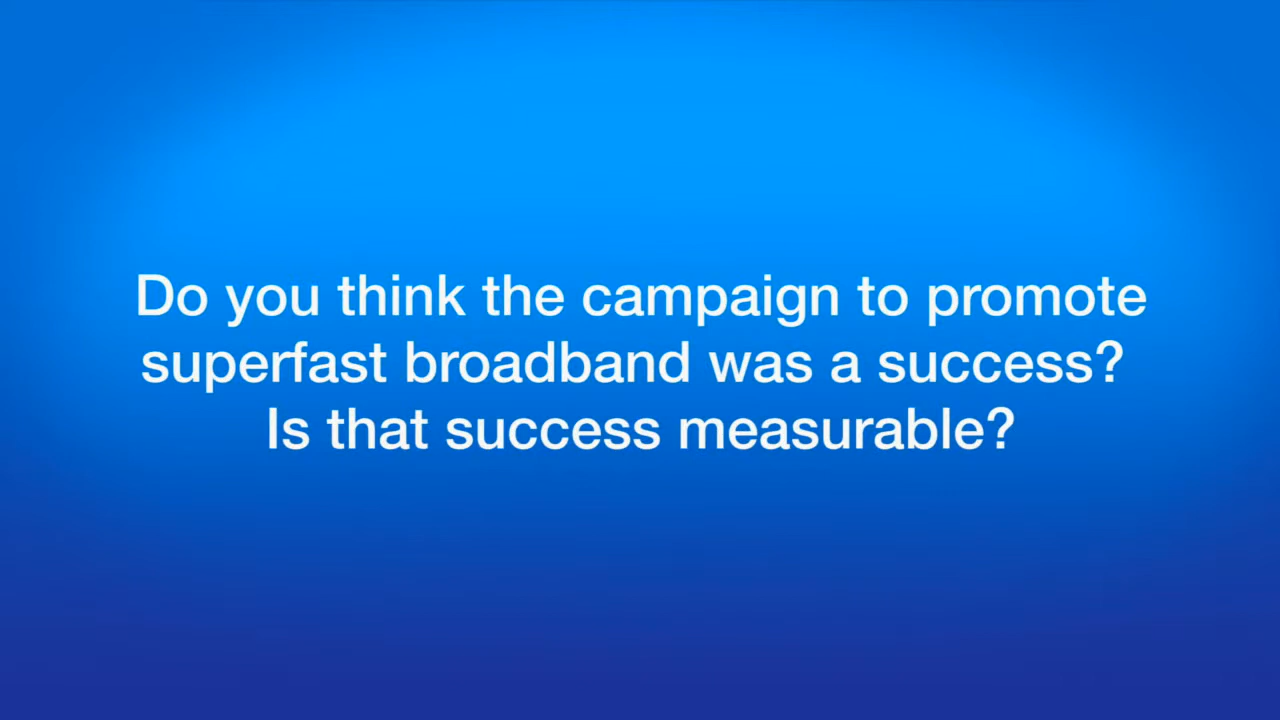 Do you think the campaign to promote
superfast broadband was a success?
Is that success measurable?